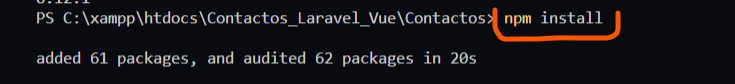 PS C:\xampp\htdocs\Contactos_Laravel_Vue\Contactos> npm install
added 61 packages, and audited 62 packages in 20s